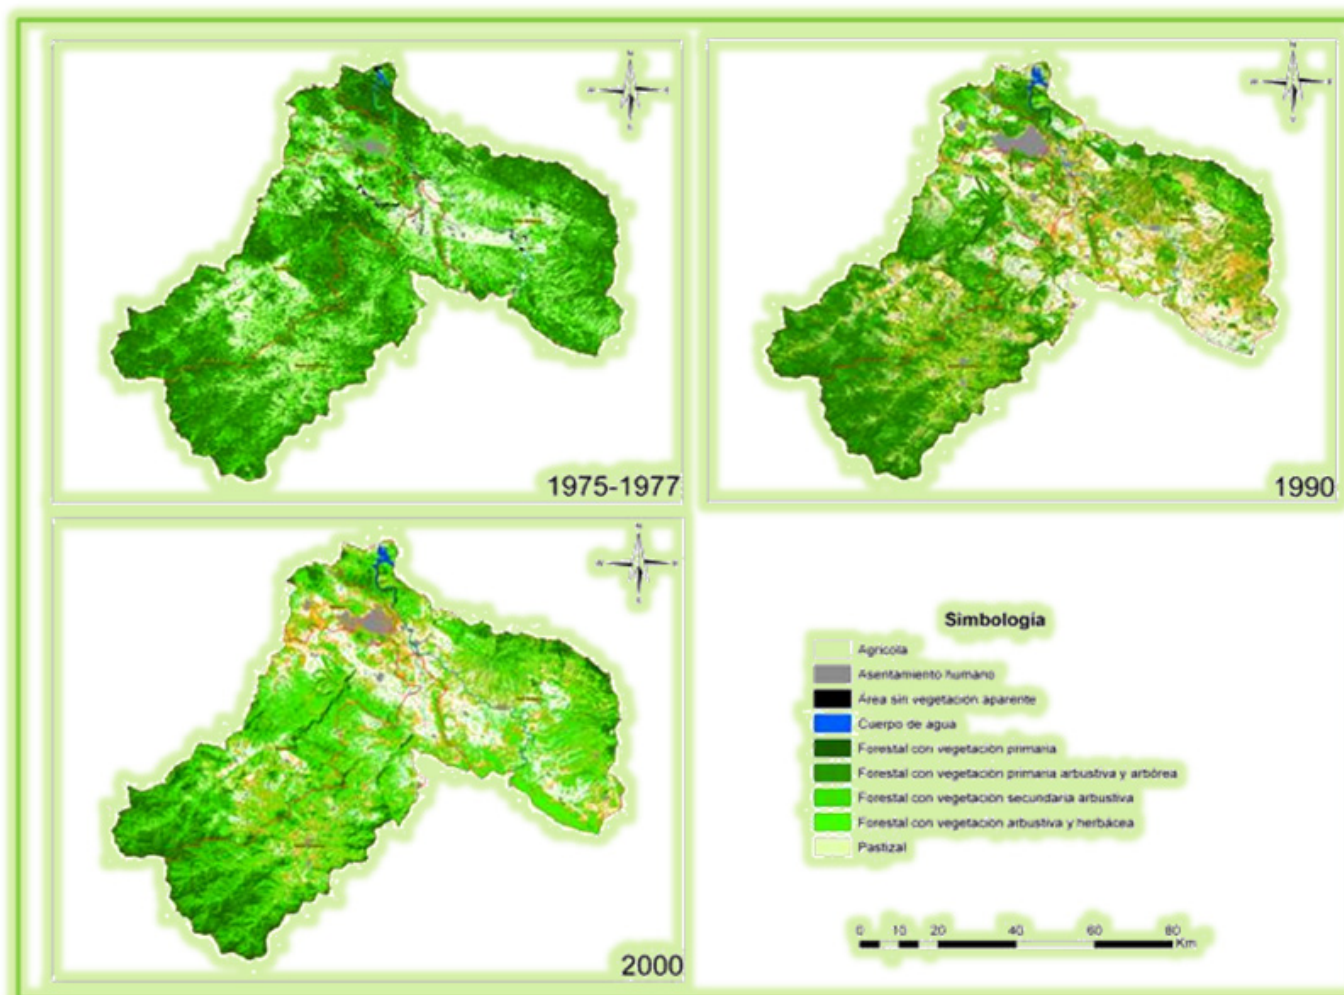 1975-1977
1990
2000
Simbología
Agrícola
Asentamiento humano
Área sin vegetación aparente
Cuerpo de agua
Forestal con vegetación primaria
Forestal con vegetación primaria arbustiva y arbórea
Forestal con vegetación secundaria arbustiva
Forestal con vegetación arbustiva y herbácea
Pastizal
0 10 20 40 60 80
Km